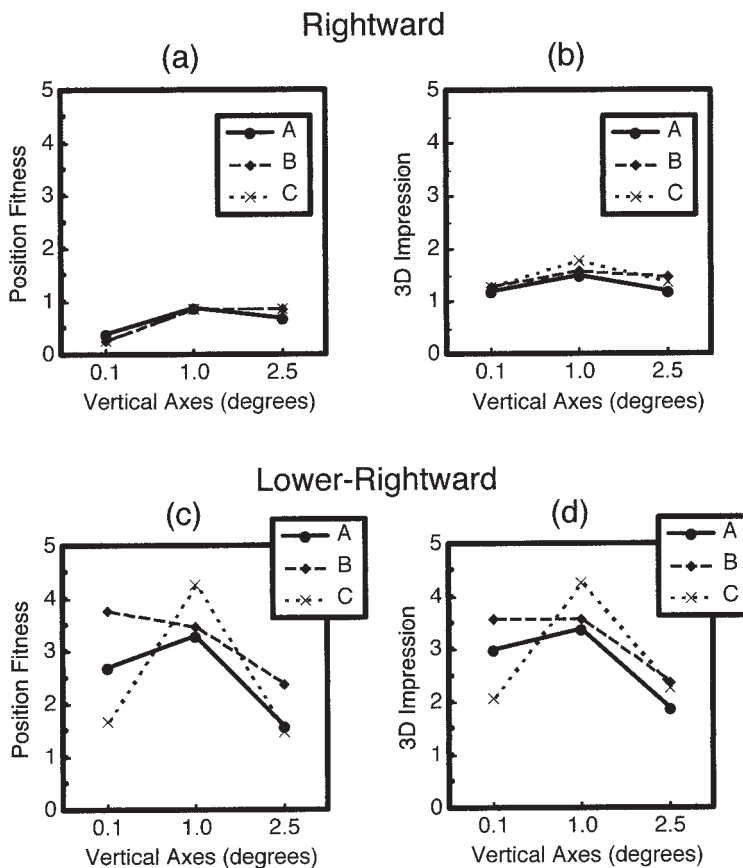 Rightward
(a)
5
4
3
2
1
0
Position Fitness
A
B
C
0.1 1.0 2.5
Vertical Axes (degrees)
(b)
5
4
3
2
1
0
3D Impression
A
B
C
0.1 1.0 2.5
Vertical Axes (degrees)
Lower-Rightward
(c)
5
4
3
2
1
0
Position Fitness
A
B
C
0.1 1.0 2.5
Vertical Axes (degrees)
(d)
5
4
3
2
1
0
3D Impression
A
B
C
0.1 1.0 2.5
Vertical Axes (degrees)